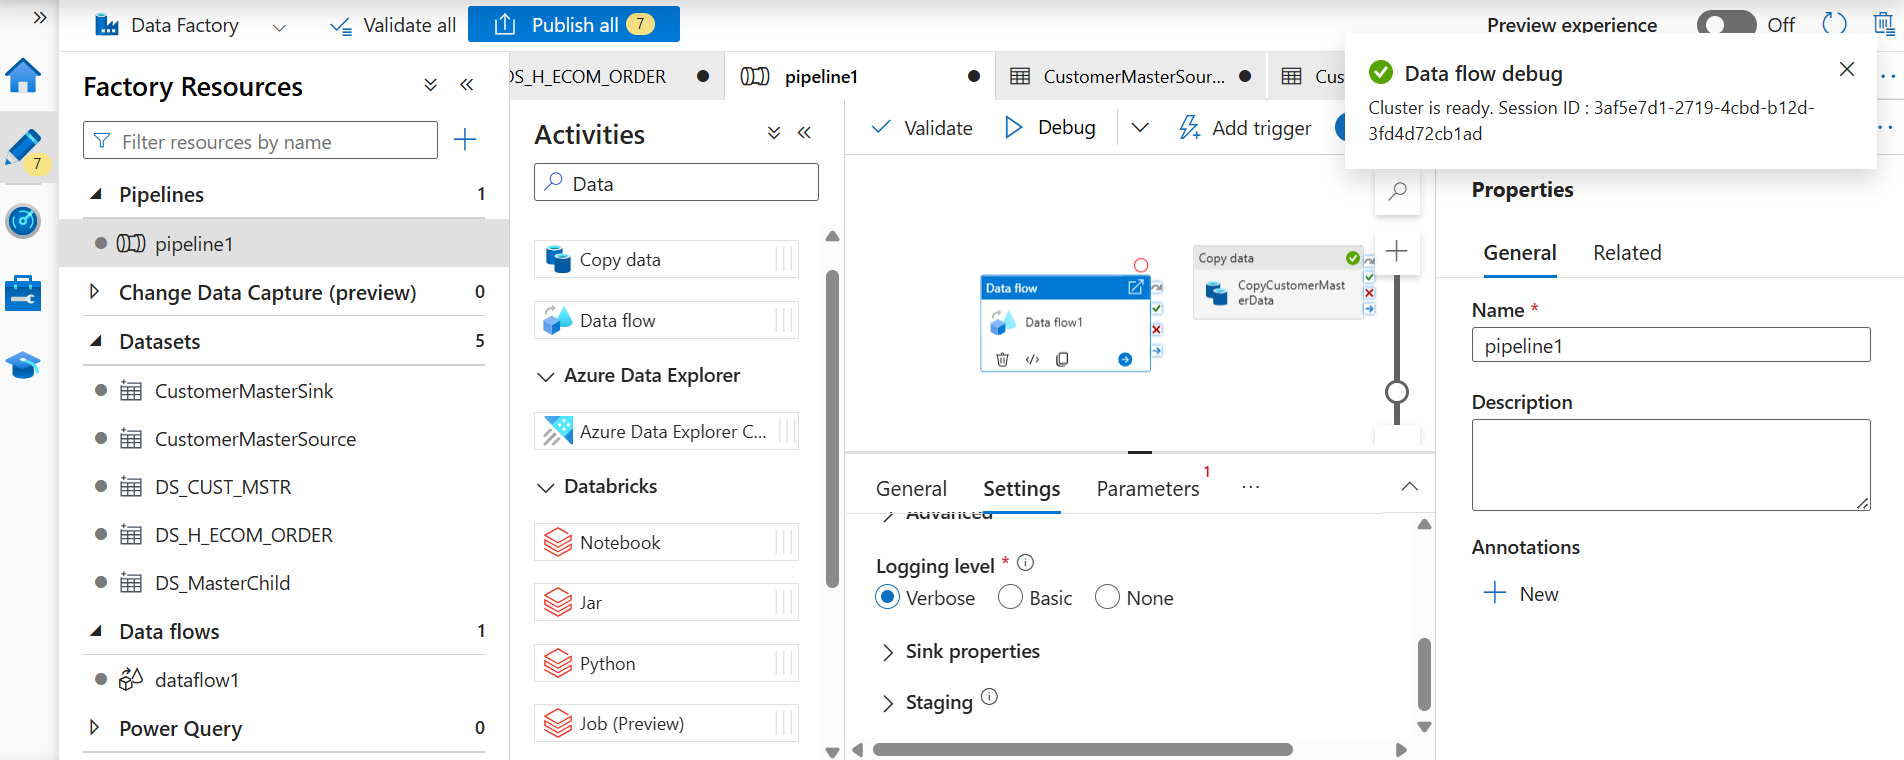 Data Factory
Validate all
Publish all 7
Preview experience
Off
7
Factory Resources
Filter resources by name
Pipelines 1
pipeline1
Change Data Capture (preview) 0
Datasets 5
CustomerMasterSink
CustomerMasterSource
DS_CUST_MSTR
DS_H_ECOM_ORDER
DS_MasterChild
Data flows 1
dataflow1
Power Query 0
DS_H_ECOM_ORDER
pipeline1
CustomerMasterSour...
Cus
Activities
Data
Copy data
Data flow
Azure Data Explorer
Azure Data Explorer C...
Databricks
Notebook
Jar
Python
Job (Preview)
Validate
Debug
Add trigger
Data flow debug
Cluster is ready. Session ID : 3af5e7d1-2719-4cbd-b12d-
3fd4d72cb1ad
Data flow
Data flow1
Copy data
CopyCustomerMast
erData
General
Settings
Parameters 1
...
Advanced
Logging level *
Verbose
Basic
None
Sink properties
Staging
Properties
General
Related
Name *
pipeline1
Description
Annotations
New